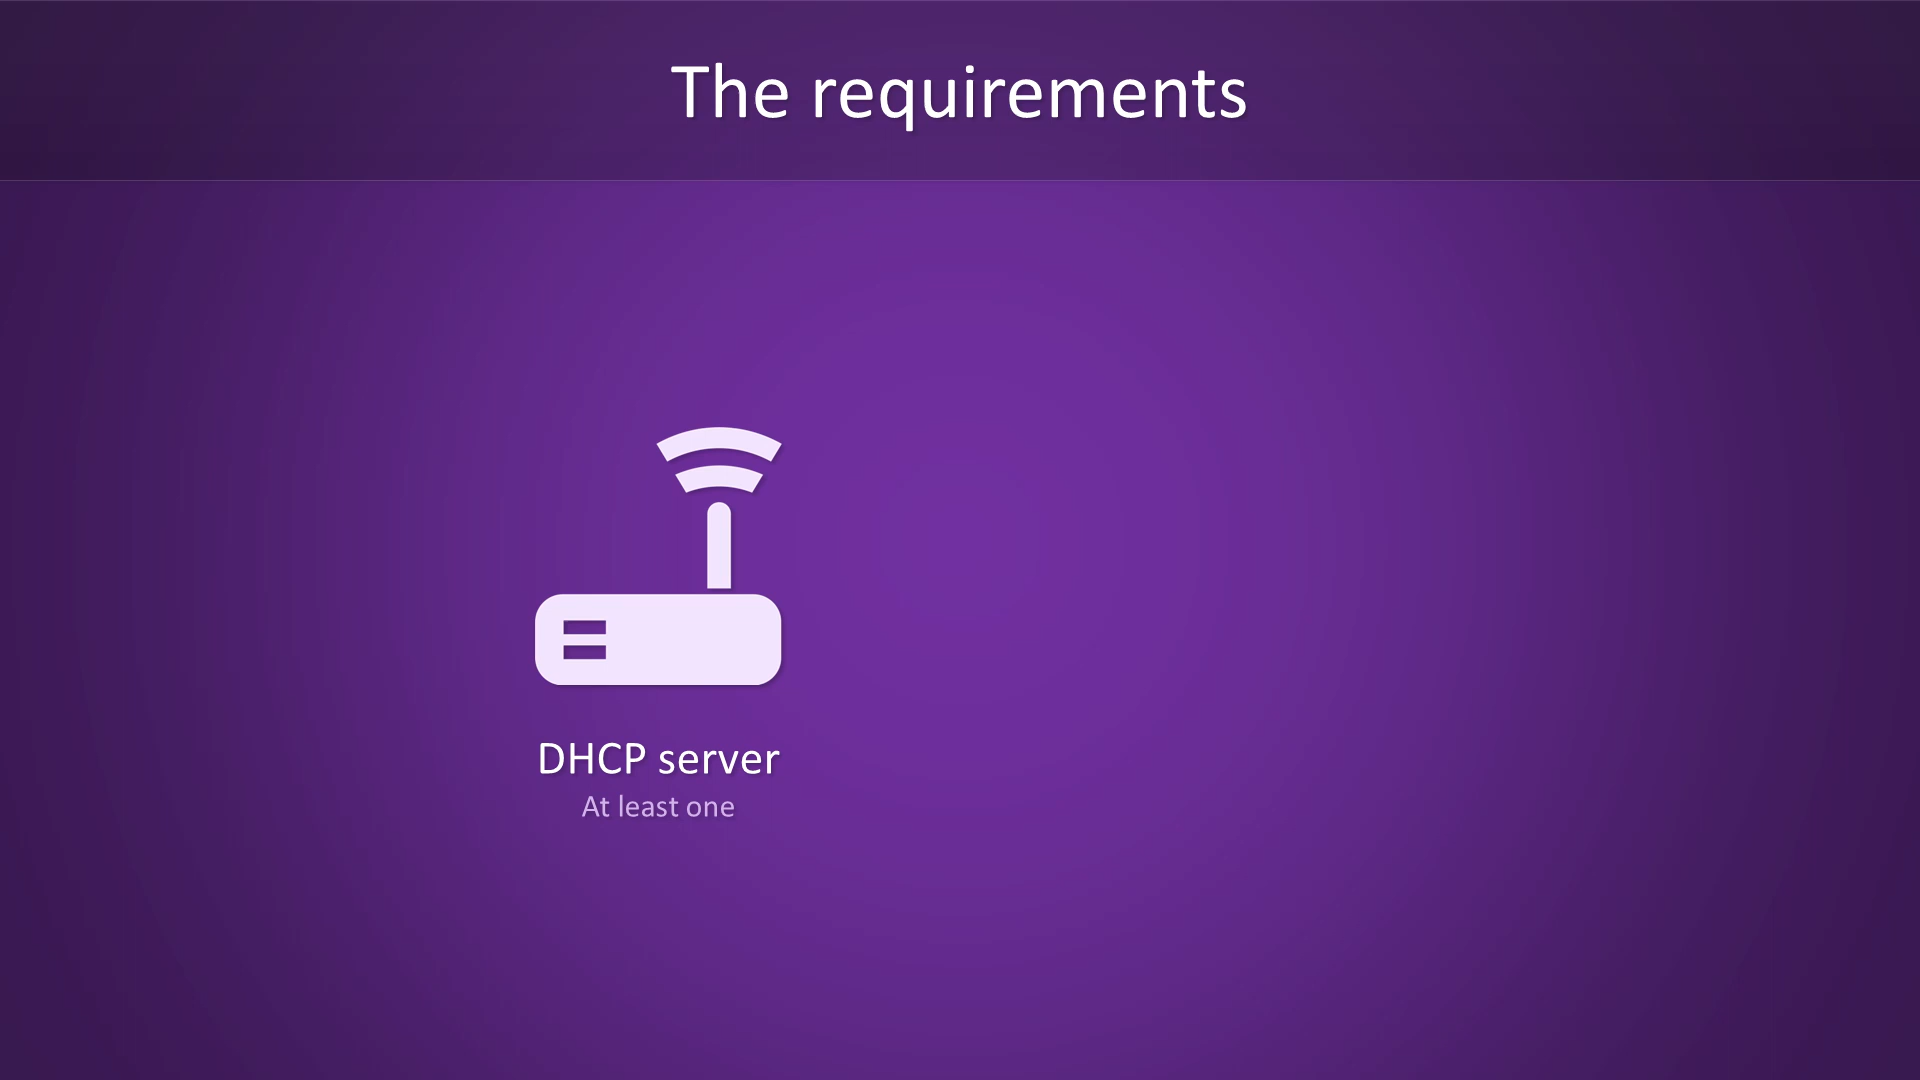 The requirements
DHCP server
At least one